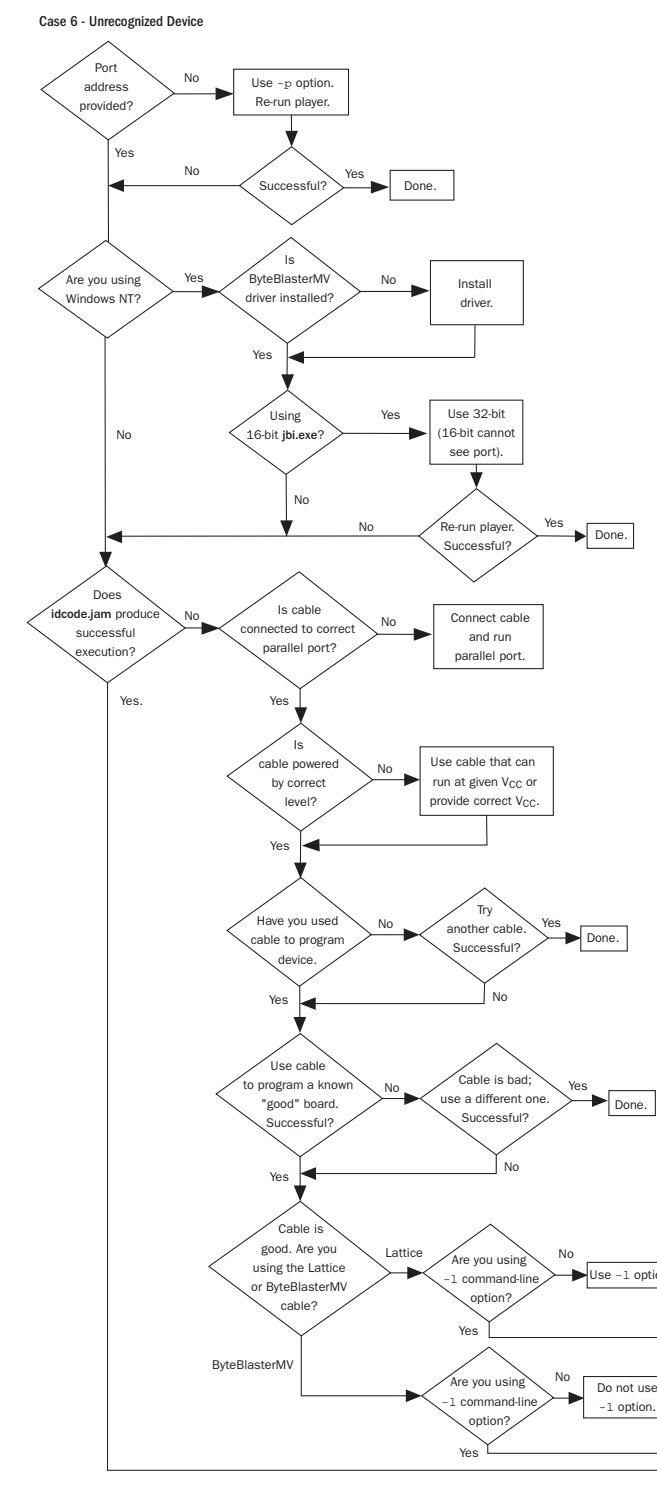 Case 6 - Unrecognized Device
Port
address
provided?
No
Use -p option.
Re-run player.
Yes
No
Successful?
Yes
Done.
Are you using
Windows NT?
Yes
Is
ByteBlasterMV
driver installed?
No
Install
driver.
Yes
Using
16-bit jbi.exe?
Yes
Use 32-bit
(16-bit cannot
see port).
No
No
No
Re-run player.
Successful?
Yes
Done.
Does
idcode.jam produce
successful
execution?
No
Is cable
connected to correct
parallel port?
No
Connect cable
and run
parallel port.
Yes.
Yes
Is
cable powered
by correct
level?
No
Use cable that can
run at given VCC or
provide correct VCC.
Yes
Have you used
cable to program
device.
No
Try
another cable.
Successful?
Yes
Done.
Yes
No
Use cable
to program a known
"good" board.
Successful?
No
Cable is bad;
use a different one.
Successful?
Yes
Done.
Yes
No
Cable is
good. Are you
using the Lattice
or ByteBlasterMV
cable?
Lattice
Are you using
-l command-line
option?
No
Use -l
Yes
ByteBlasterMV
Are you using
-l command-line
option?
No
Do not use
-l option.
Yes